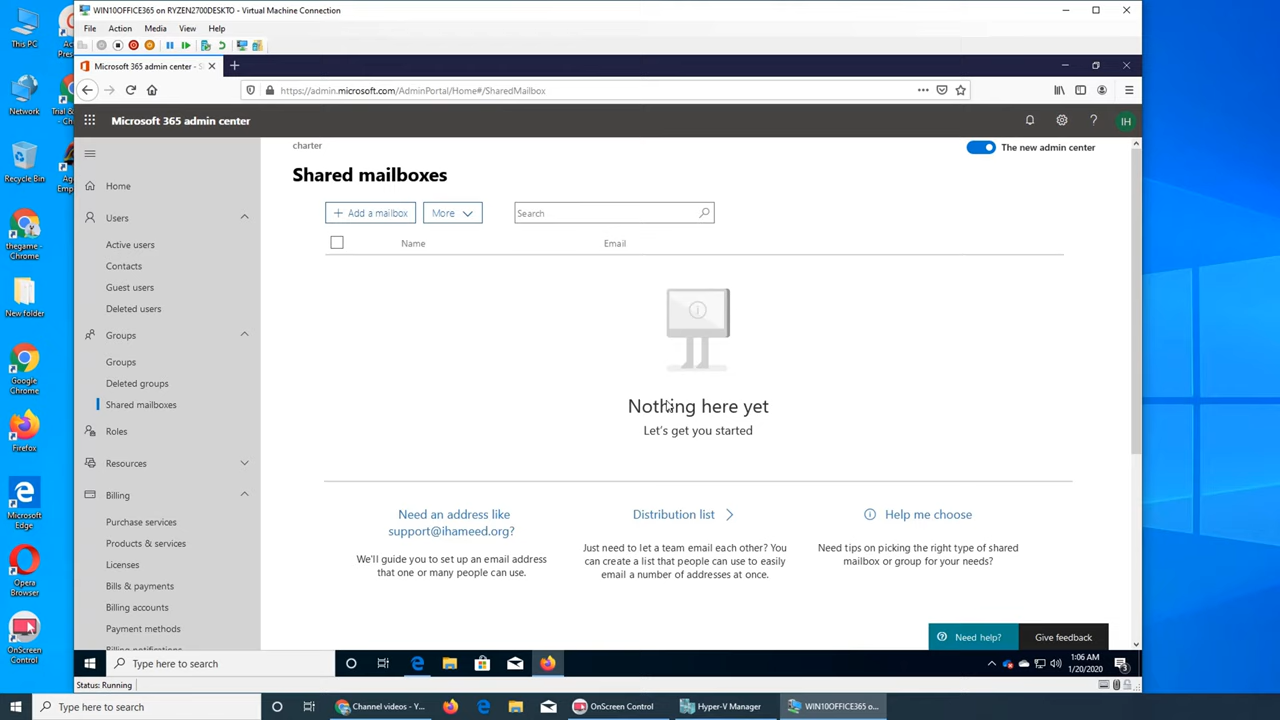 WIN10OFFICE365 on RYZEN2700DESKTO - Virtual Machine Connection
File Action Media View Help
Microsoft 365 admin center - S
https://admin.microsoft.com/AdminPortal/Home#/SharedMailbox
Microsoft 365 admin center
IH
charter
The new admin center
Shared mailboxes
Add a mailbox
More
Search
Name
Email
Nothing here yet
Let's get you started
Need an address like
support@ihameed.org?
We'll guide you to set up an email address
that one or many people can use.
Distribution list
Just need to let a team email each other? You
can create a list that people can use to easily
email a number of addresses at once.
Help me choose
Need tips on picking the right type of shared
mailbox or group for your needs?
Need help?
Give feedback
Home
Users
Active users
Contacts
Guest users
Deleted users
Groups
Groups
Deleted groups
Shared mailboxes
Roles
Resources
Billing
Purchase services
Products & services
Licenses
Bills & payments
Billing accounts
Payment methods
Billing notifications
Type here to search
1:06 AM
1/20/2020
Status: Running
This PC
Network
Recycle Bin
thegame -
Chrome
New folder
Google
Chrome
Firefox
Microsoft
Edge
Opera
Browser
OnScreen
Control
Type here to search
Channel videos - Y...
OnScreen Control
Hyper-V Manager
WIN10OFFICE365 o...